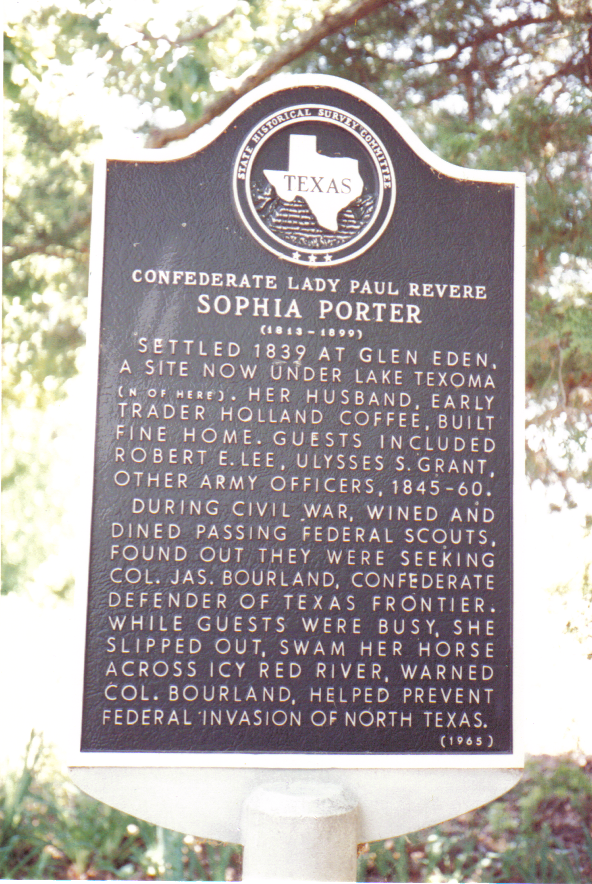 STATE HISTORICAL SURVEY COMMITTEE
TEXAS
CONFEDERATE LADY PAUL REVERE
SOPHIA PORTER
(1813-1899)
SETTLED 1839 AT GLEN EDEN,
A SITE NOW UNDER LAKE TEXOMA
(N OF HERE). HER HUSBAND, EARLY
TRADER HOLLAND COFFEE, BUILT
FINE HOME. GUESTS INCLUDED
ROBERT E. LEE, ULYSSES S. GRANT,
OTHER ARMY OFFICERS, 1845-60.
DURING CIVIL WAR, WINED AND
DINED PASSING FEDERAL SCOUTS,
FOUND OUT THEY WERE SEEKING
COL. JAS. BOURLAND, CONFEDERATE
DEFENDER OF TEXAS FRONTIER.
WHILE GUESTS WERE BUSY, SHE
SLIPPED OUT, SWAM HER HORSE
ACROSS ICY RED RIVER, WARNED
COL. BOURLAND, HELPED PREVENT
FEDERAL INVASION OF NORTH TEXAS.
(1965)